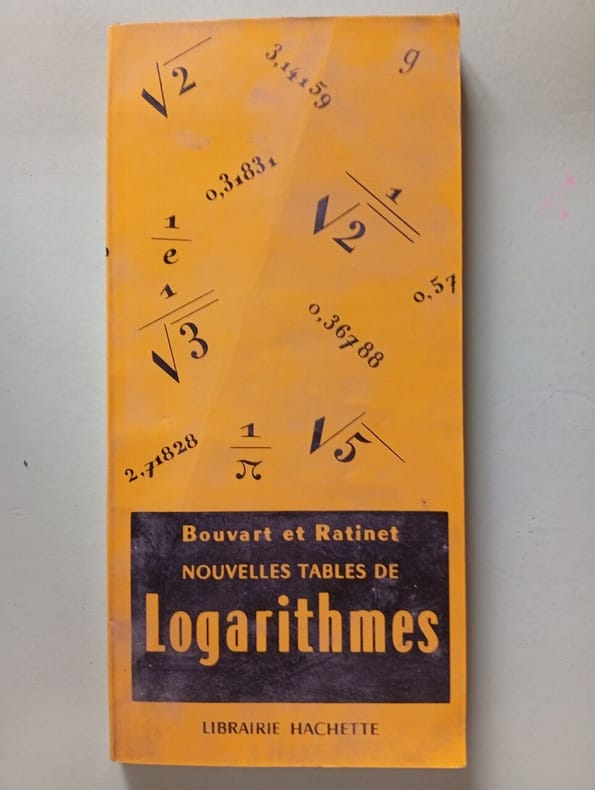 √2
3,14159
g
0,31831
1/√2
1/e
0,57
1/√3
0,36788
2,71828
1/π
√5
Bouvart et Ratinet
NOUVELLES TABLES DE
Logarithmes
LIBRAIRIE HACHETTE